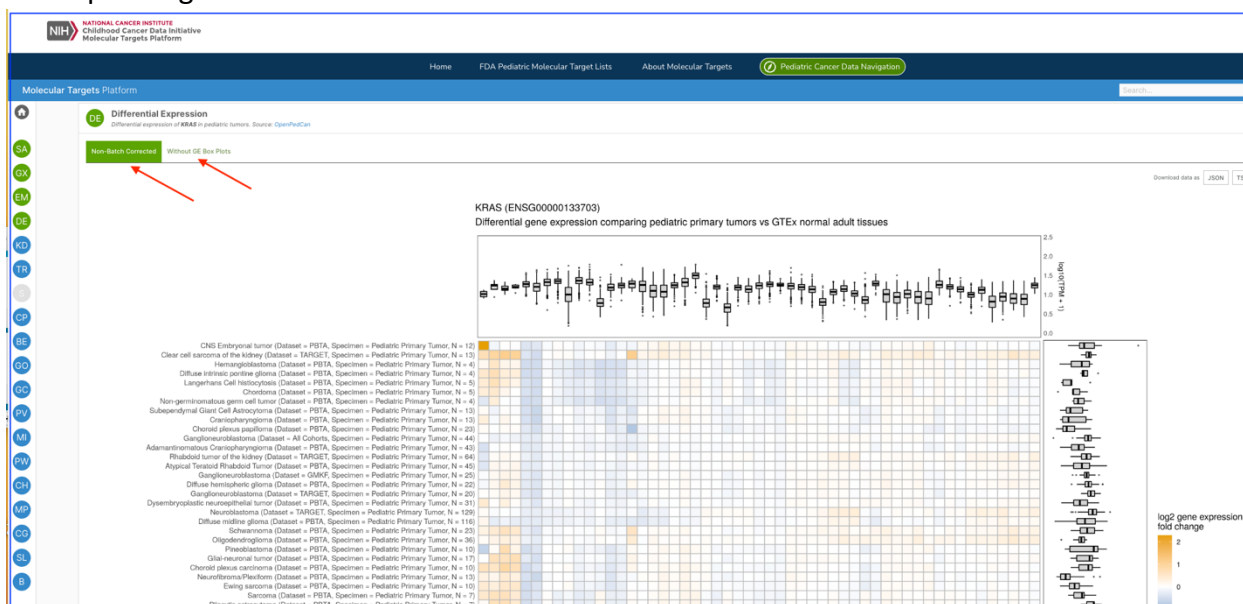 NIH
NATIONAL CANCER INSTITUTE
Childhood Cancer Data Initiative
Molecular Targets Platform
Home FDA Pediatric Molecular Target Lists About Molecular Targets Pediatric Cancer Data Navigation
Molecular Targets Platform
Search...
DE
Differential Expression
Differential expression of KRAS in pediatric tumors. Source: OpenPedCan
SA
GX
EM
DE
KD
TR
CP
BE
GO
GC
PV
MI
PW
CH
MP
CG
SL
B
Non-Batch Corrected Without GE Box Plots
Download data as JSON
KRAS (ENSG00000133703)
Differential gene expression comparing pediatric primary tumors vs GTEx normal adult tissues
2.5
2.0
1.5
1.0
0.5
0.0
log10(TPM + 1)
CNS Embryonal tumor (Dataset = PBTA, Specimen = Pediatric Primary Tumor, N = 12)
Clear cell sarcoma of the kidney (Dataset = TARGET, Specimen = Pediatric Primary Tumor, N = 13)
Hemangioblastoma (Dataset = PBTA, Specimen = Pediatric Primary Tumor, N = 4)
Diffuse intrinsic pontine glioma (Dataset = PBTA, Specimen = Pediatric Primary Tumor, N = 4)
Langerhans Cell histiocytosis (Dataset = PBTA, Specimen = Pediatric Primary Tumor, N = 5)
Chordoma (Dataset = PBTA, Specimen = Pediatric Primary Tumor, N = 5)
Non-germinomatous germ cell tumor (Dataset = PBTA, Specimen = Pediatric Primary Tumor, N = 4)
Subependymal Giant Cell Astrocytoma (Dataset = PBTA, Specimen = Pediatric Primary Tumor, N = 13)
Craniopharyngioma (Dataset = PBTA, Specimen = Pediatric Primary Tumor, N = 13)
Choroid plexus papilloma (Dataset = PBTA, Specimen = Pediatric Primary Tumor, N = 23)
Ganglioneuroblastoma (Dataset = All Cohorts, Specimen = Pediatric Primary Tumor, N = 44)
Adamantinomatous Craniopharyngioma (Dataset = PBTA, Specimen = Pediatric Primary Tumor, N = 43)
Rhabdoid tumor of the kidney (Dataset = TARGET, Specimen = Pediatric Primary Tumor, N = 64)
Atypical Teratoid Rhabdoid Tumor (Dataset = PBTA, Specimen = Pediatric Primary Tumor, N = 45)
Ganglioneuroblastoma (Dataset = GMKF, Specimen = Pediatric Primary Tumor, N = 25)
Diffuse hemispheric glioma (Dataset = PBTA, Specimen = Pediatric Primary Tumor, N = 22)
Ganglioneuroblastoma (Dataset = TARGET, Specimen = Pediatric Primary Tumor, N = 20)
Dysembryoplastic neuroepithelial tumor (Dataset = PBTA, Specimen = Pediatric Primary Tumor, N = 31)
Neuroblastoma (Dataset = TARGET, Specimen = Pediatric Primary Tumor, N = 129)
Diffuse midline glioma (Dataset = PBTA, Specimen = Pediatric Primary Tumor, N = 116)
Schwannoma (Dataset = PBTA, Specimen = Pediatric Primary Tumor, N = 23)
Oligodendroglioma (Dataset = PBTA, Specimen = Pediatric Primary Tumor, N = 36)
Pineoblastoma (Dataset = PBTA, Specimen = Pediatric Primary Tumor, N = 10)
Glial-neuronal tumor (Dataset = PBTA, Specimen = Pediatric Primary Tumor, N = 17)
Choroid plexus carcinoma (Dataset = PBTA, Specimen = Pediatric Primary Tumor, N = 10)
Neurofibroma/Plexiform (Dataset = PBTA, Specimen = Pediatric Primary Tumor, N = 13)
Ewing sarcoma (Dataset = PBTA, Specimen = Pediatric Primary Tumor, N = 10)
Sarcoma (Dataset = PBTA, Specimen = Pediatric Primary Tumor, N = 7)
log2 gene expression
fold change
2
1
0